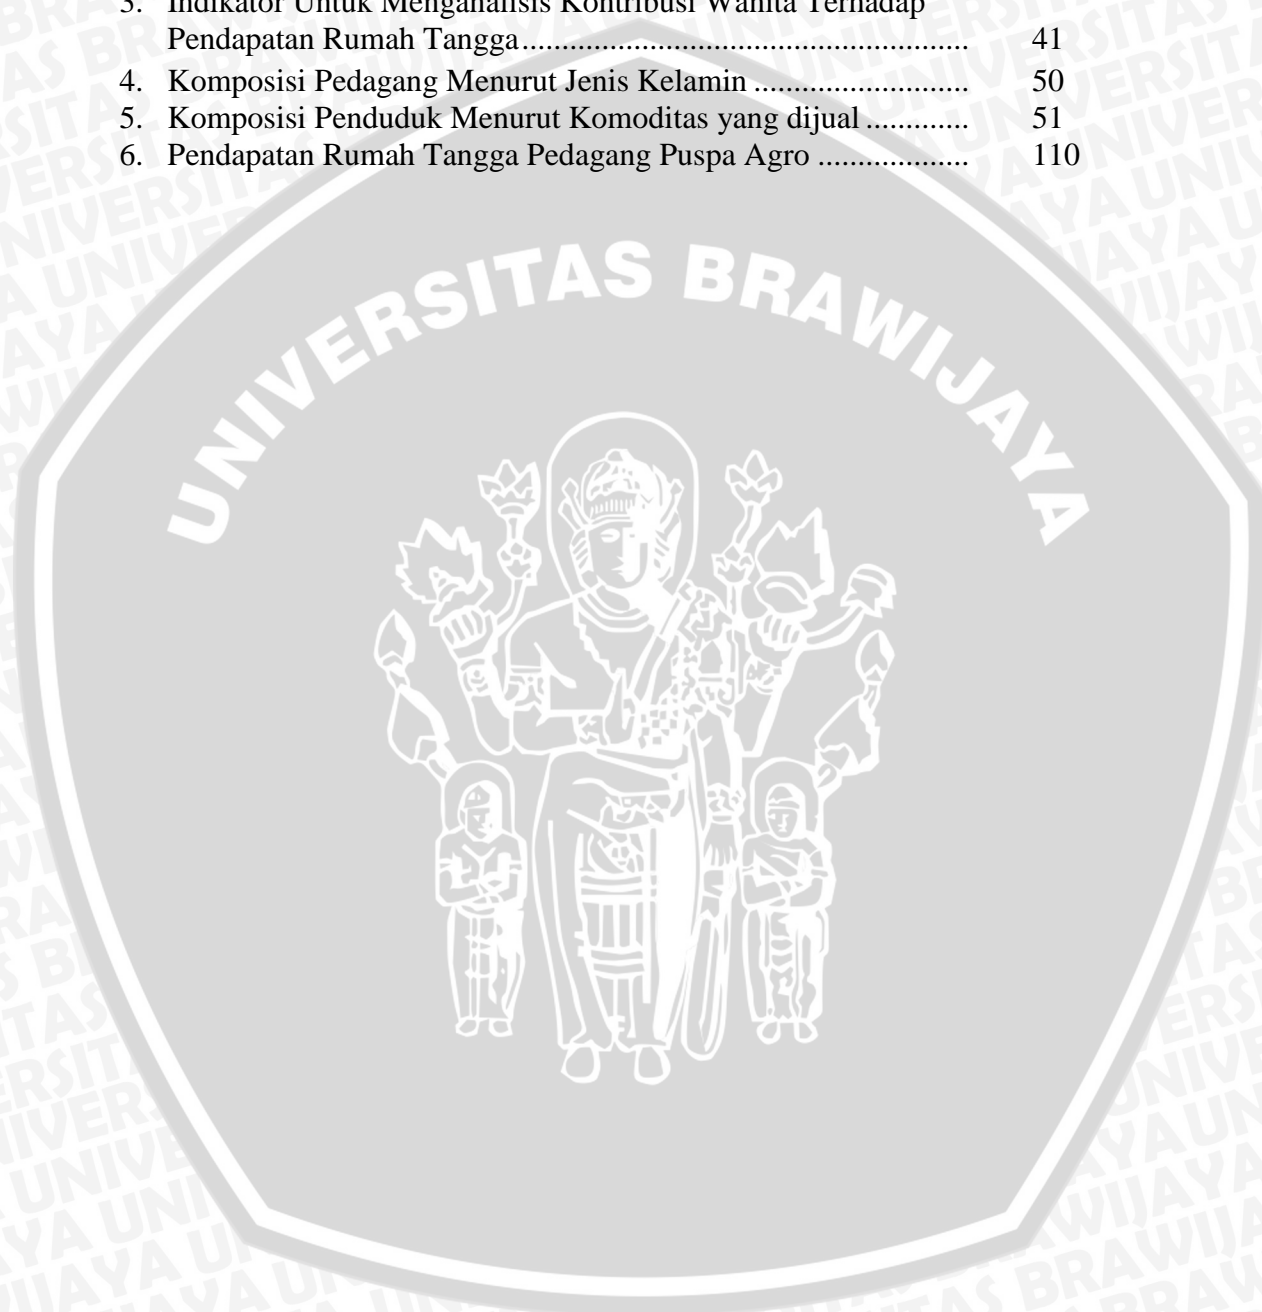 3. Indikator Untuk Menganalisis Kontribusi Wanita Terhadap
Pendapatan Rumah Tangga....................................................... 41
4. Komposisi Pedagang Menurut Jenis Kelamin .......................... 50
5. Komposisi Penduduk Menurut Komoditas yang dijual ............. 51
6. Pendapatan Rumah Tangga Pedagang Puspa Agro ................... 110
UNIVERSITAS BRAWIJAYA